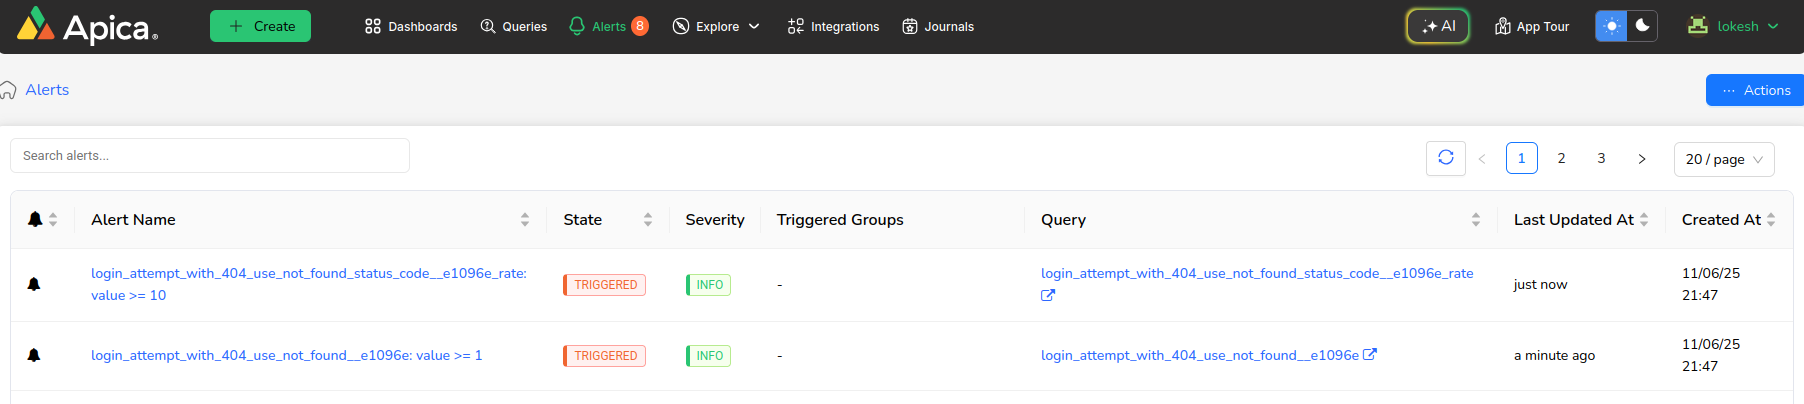 Apica®
Create
Dashboards
Queries
Alerts 8
Explore
Integrations
Journals
AI
App Tour
lokesh
Alerts
··· Actions
Search alerts...
< 1 2 3 >
20 / page
Alert Name State Severity Triggered Groups Query Last Updated At Created At
login_attempt_with_404_use_not_found_status_code__e1096e_rate:
value >= 10
TRIGGERED
INFO
-
login_attempt_with_404_use_not_found_status_code__e1096e_rate
just now
11/06/25
21:47
login_attempt_with_404_use_not_found__e1096e: value >= 1
TRIGGERED
INFO
-
login_attempt_with_404_use_not_found__e1096e
a minute ago
11/06/25
21:47